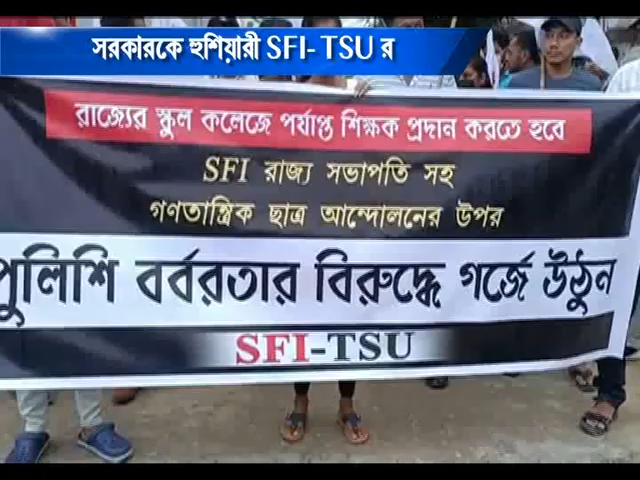 সরকারকে হুশিয়ারী SFI- TSU র
রাজ্যের স্কুল কলেজে পর্যাপ্ত শিক্ষক প্রদান করতে হবে
SFI রাজ্য সভাপতি সহ
গণতান্ত্রিক ছাত্র আন্দোলনের উপর
পুলিশি বর্বরতার বিরুদ্ধে গর্জে উঠুন
SFI-TSU